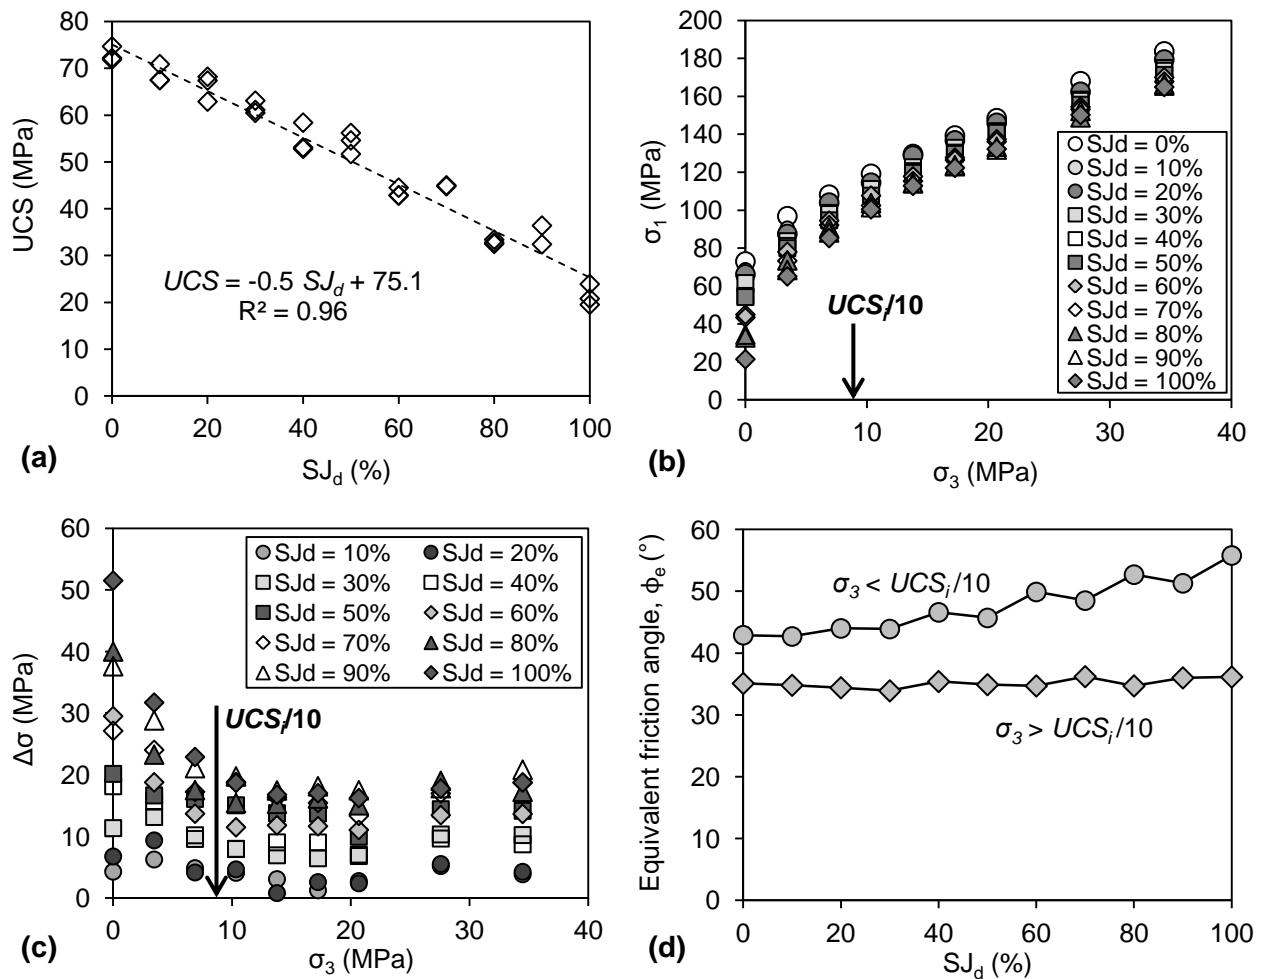 80
70
60
50
40
30
20
10
0
UCS (MPa)
UCS = -0.5 SJd + 75.1
R² = 0.96
0 20 40 60 80 100
SJd (%)
(a)
200
180
160
140
120
100
80
60
40
20
0
σ1 (MPa)
UCSi/10
SJd = 0%
SJd = 10%
SJd = 20%
SJd = 30%
SJd = 40%
SJd = 50%
SJd = 60%
SJd = 70%
SJd = 80%
SJd = 90%
SJd = 100%
0 10 20 30 40
σ3 (MPa)
(b)
60
50
40
30
20
10
0
Δσ (MPa)
SJd = 10% SJd = 20%
SJd = 30% SJd = 40%
SJd = 50% SJd = 60%
SJd = 70% SJd = 80%
SJd = 90% SJd = 100%
UCSi/10
0 10 20 30 40
σ3 (MPa)
(c)
60
50
40
30
20
10
0
Equivalent friction angle, ϕe (°)
σ3 < UCSi/10
σ3 > UCSi/10
0 20 40 60 80 100
SJd (%)
(d)